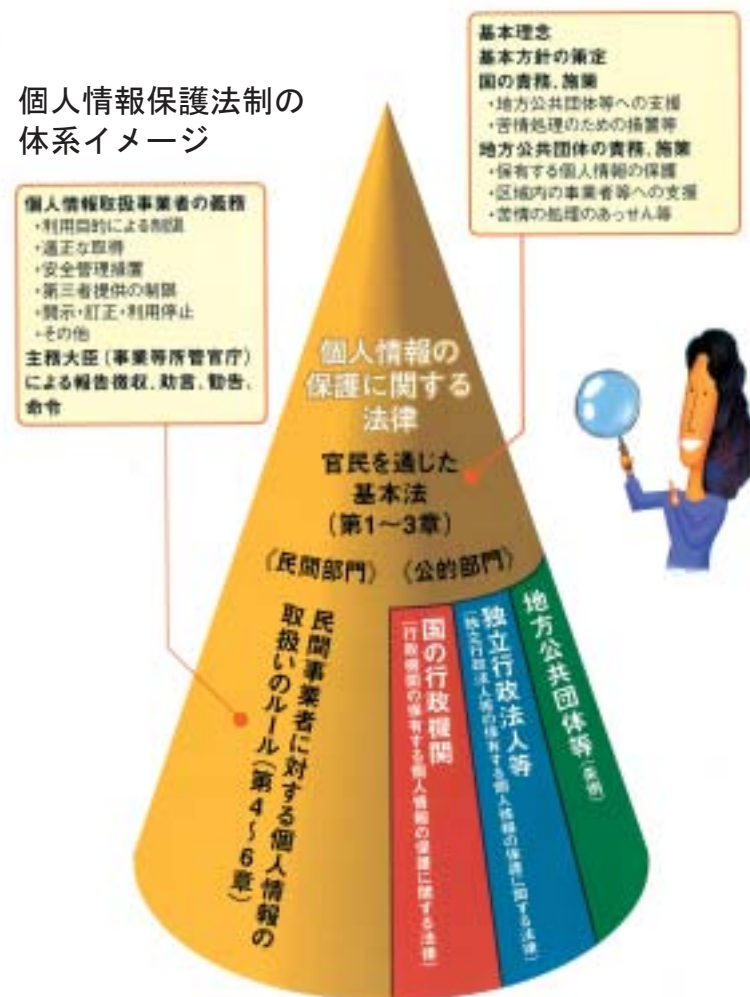 個人情報保護法制の
体系イメージ
基本理念
基本方針の策定
国の責務、施策
・地方公共団体等への支援
・苦情処理のための措置等
地方公共団体の責務、施策
・保有する個人情報の保護
・区域内の事業者等への支援
・苦情の処理のあっせん等
個人情報取扱事業者の義務
・利用目的による制限
・適正な取得
・安全管理措置
・第三者提供の制限
・開示・訂正・利用停止
・その他
主務大臣(事業等所管官庁)
による報告徴収、助言、勧告、
命令
個人情報の
保護に関する
法律
官民を通じた
基本法
(第1〜3章)
《民間部門》《公的部門》
民間事業者に対する個人情報の
取扱いのルール(第4〜6章)
国の行政機関
(行政機関の保有する個人情報の保護に関する法律)
独立行政法人等
(独立行政法人等の保有する個人情報の保護に関する法律)
地方公共団体等(条例)